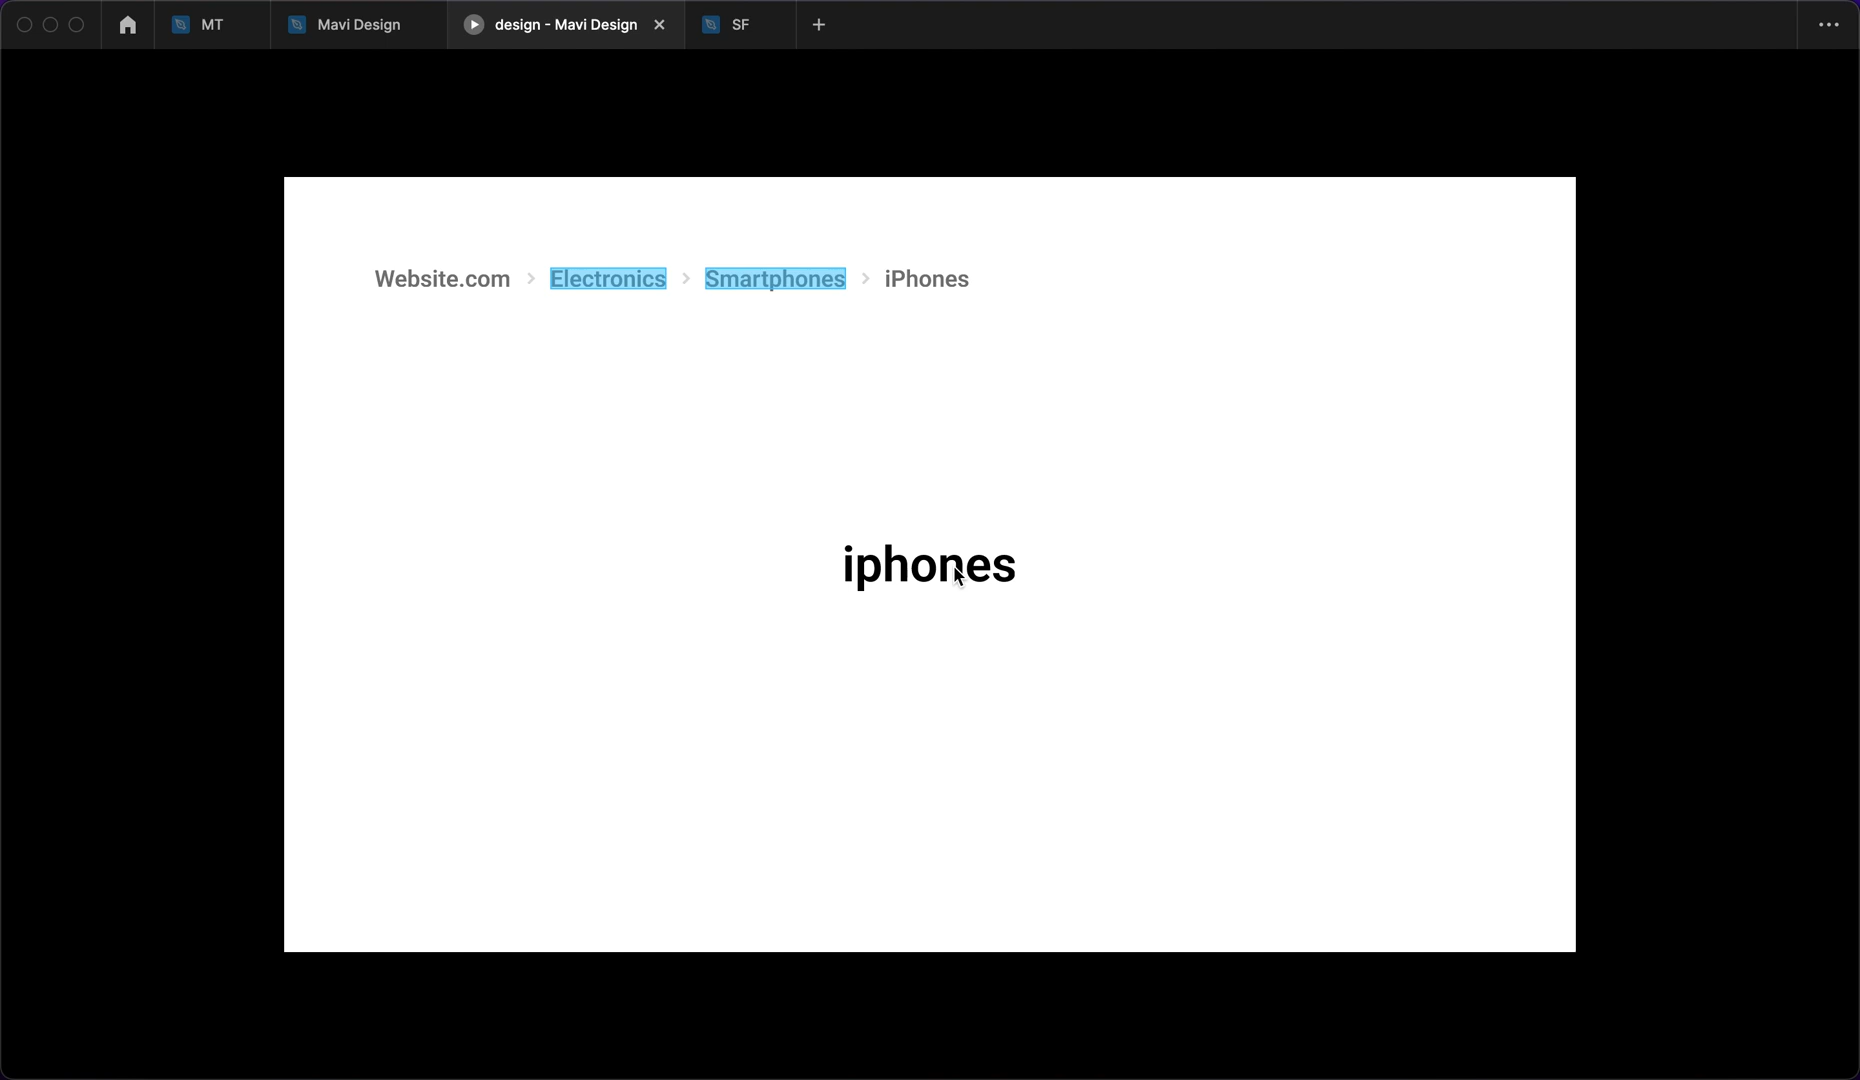 MT Mavi Design design - Mavi Design SF
Website.com > Electronics > Smartphones > iPhones
iphones